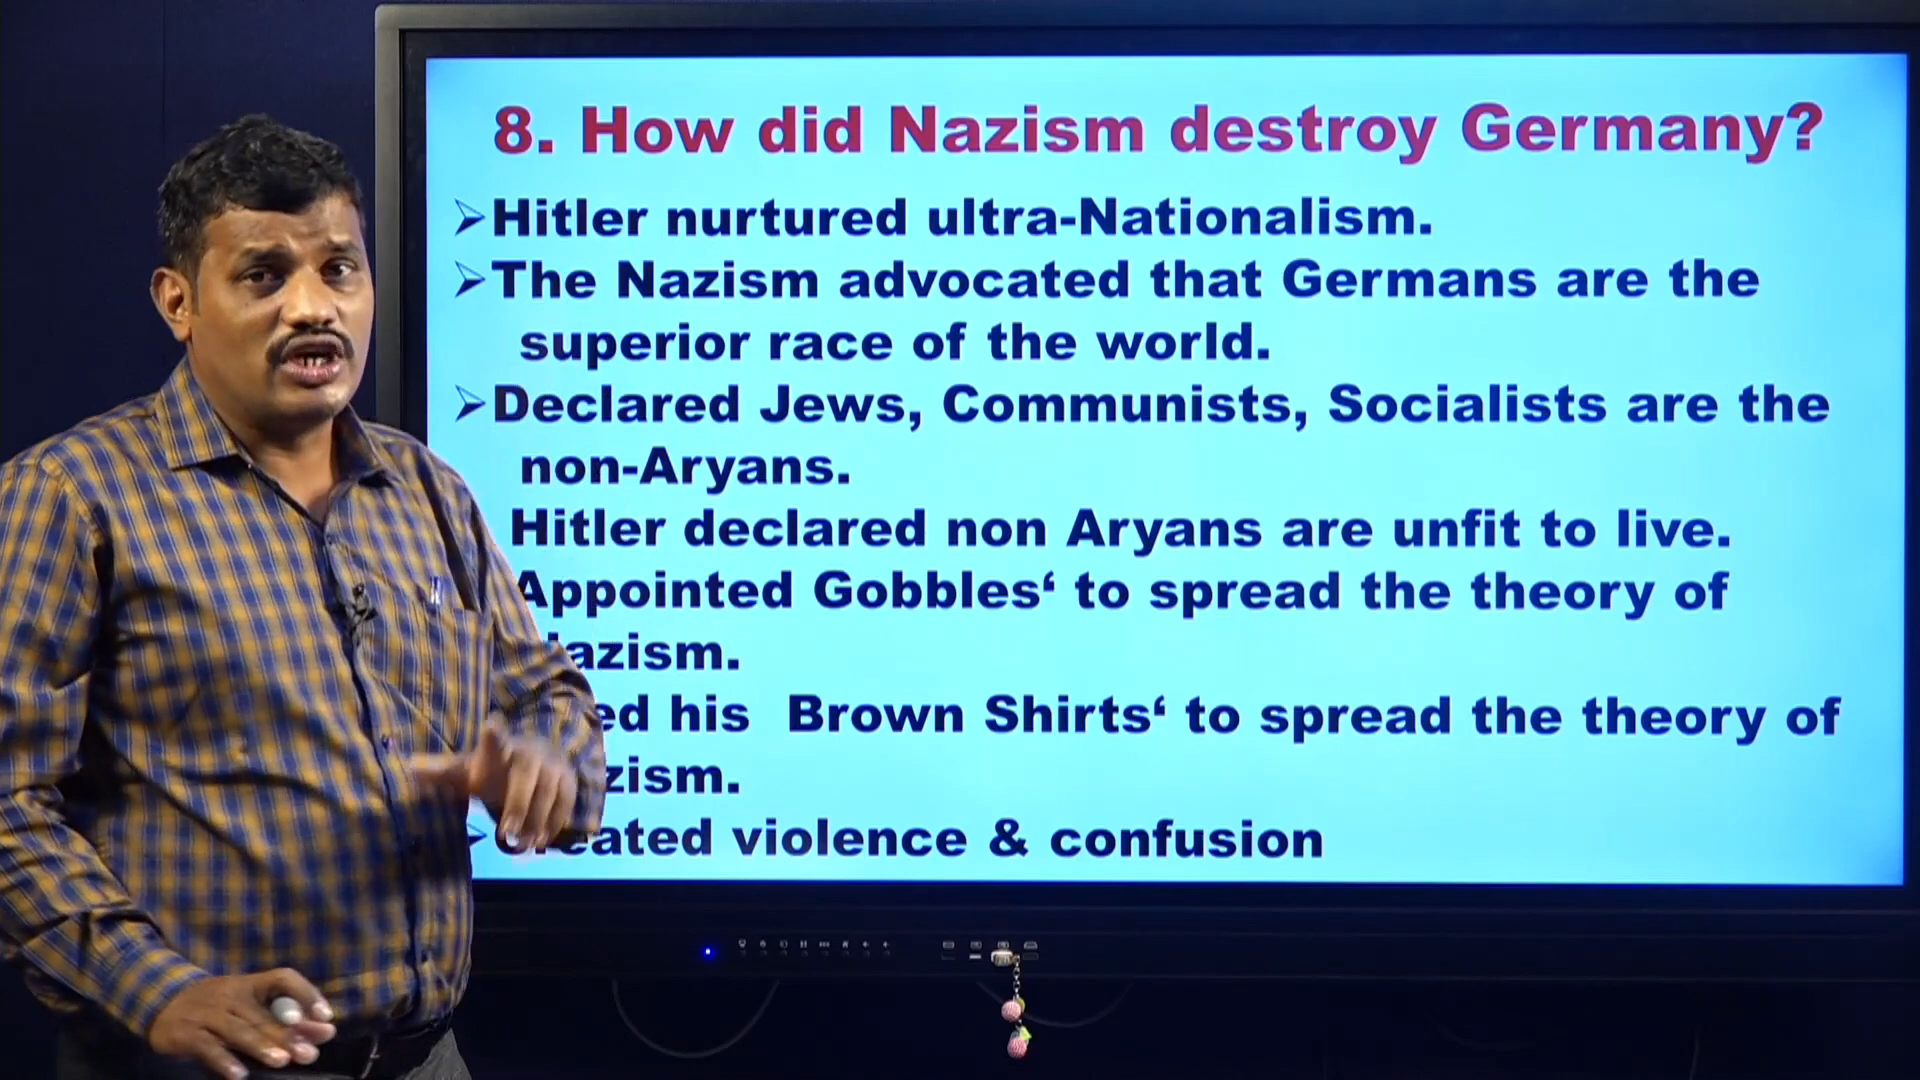 8. How did Nazism destroy Germany?
Hitler nurtured ultra-Nationalism.
The Nazism advocated that Germans are the
superior race of the world.
Declared Jews, Communists, Socialists are the
non-Aryans.
Hitler declared non Aryans are unfit to live.
Appointed Gobbles‘ to spread the theory of
azism.
ed his Brown Shirts‘ to spread the theory of
zism.
Created violence & confusion